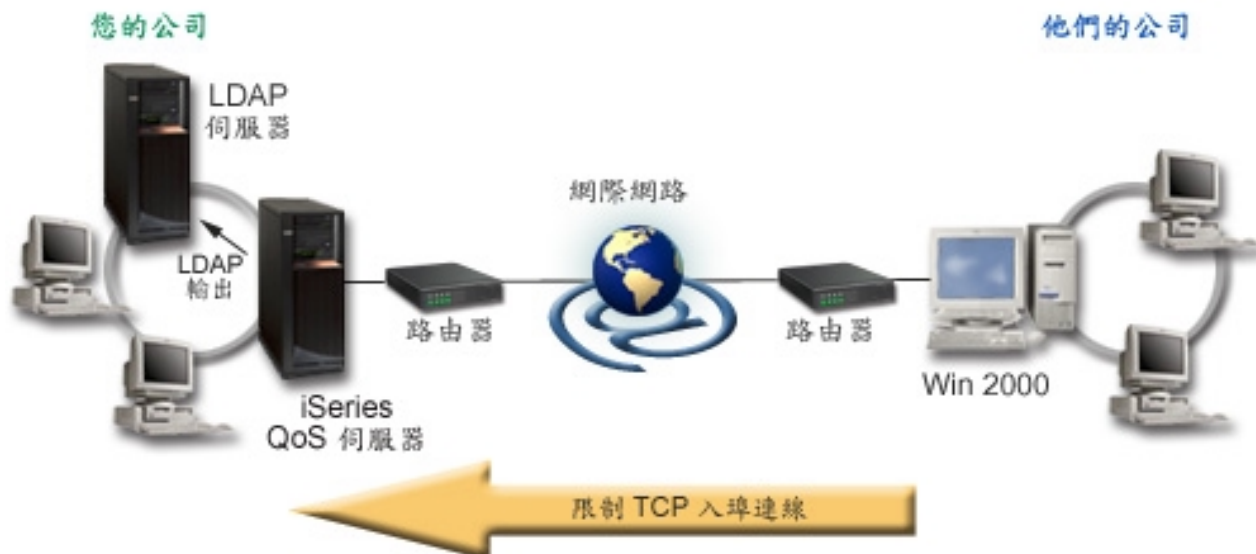 您的公司
他們的公司
LDAP
伺服器
網際網路
LDAP
輸出
路由器
路由器
Win 2000
iSeries
QoS 伺服器
限制 TCP 入埠連線